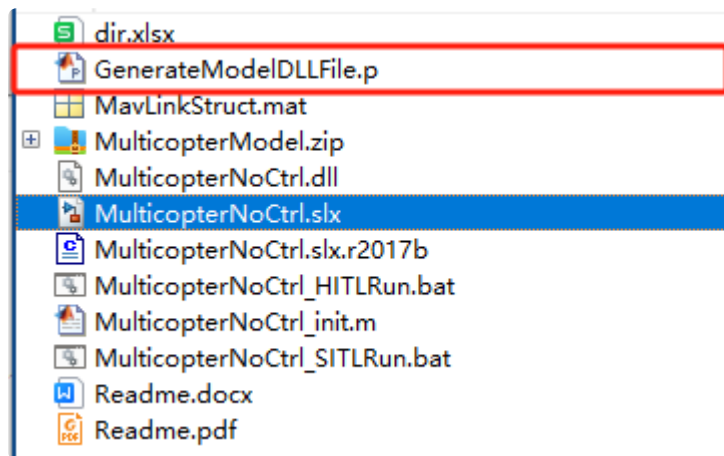 dir.xlsx
GenerateModelDLLFile.p
MavLinkStruct.mat
MulticopterModel.zip
MulticopterNoCtrl.dll
MulticopterNoCtrl.slx
MulticopterNoCtrl.slx.r2017b
MulticopterNoCtrl_HITLRun.bat
MulticopterNoCtrl_init.m
MulticopterNoCtrl_SITLRun.bat
Readme.docx
Readme.pdf